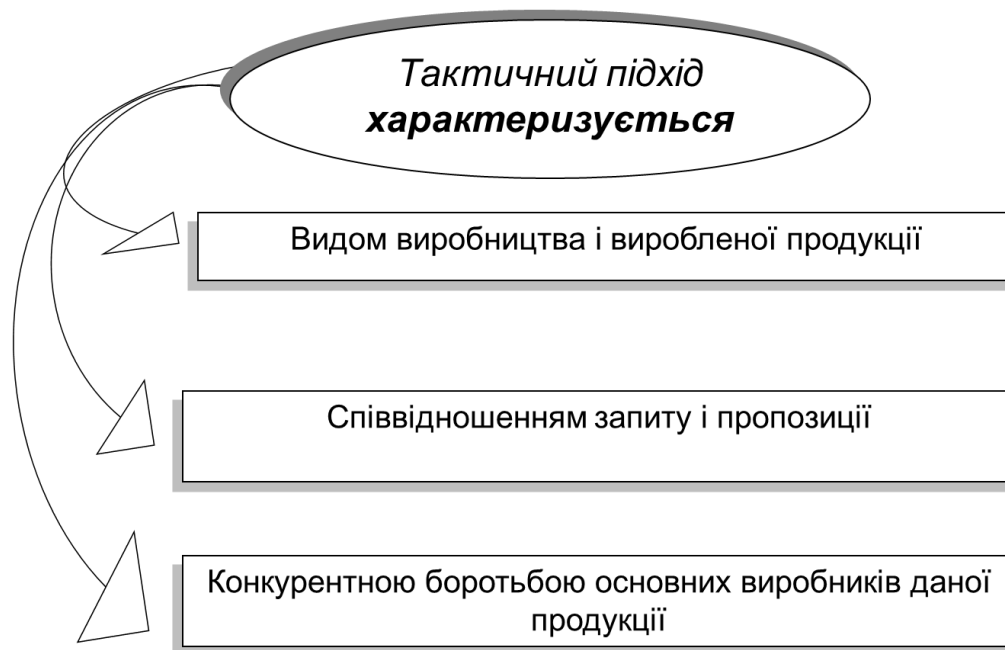 Тактичний підхід
характеризується
Видом виробництва і виробленої продукції
Співвідношенням запиту і пропозиції
Конкурентною боротьбою основних виробників даної
продукції